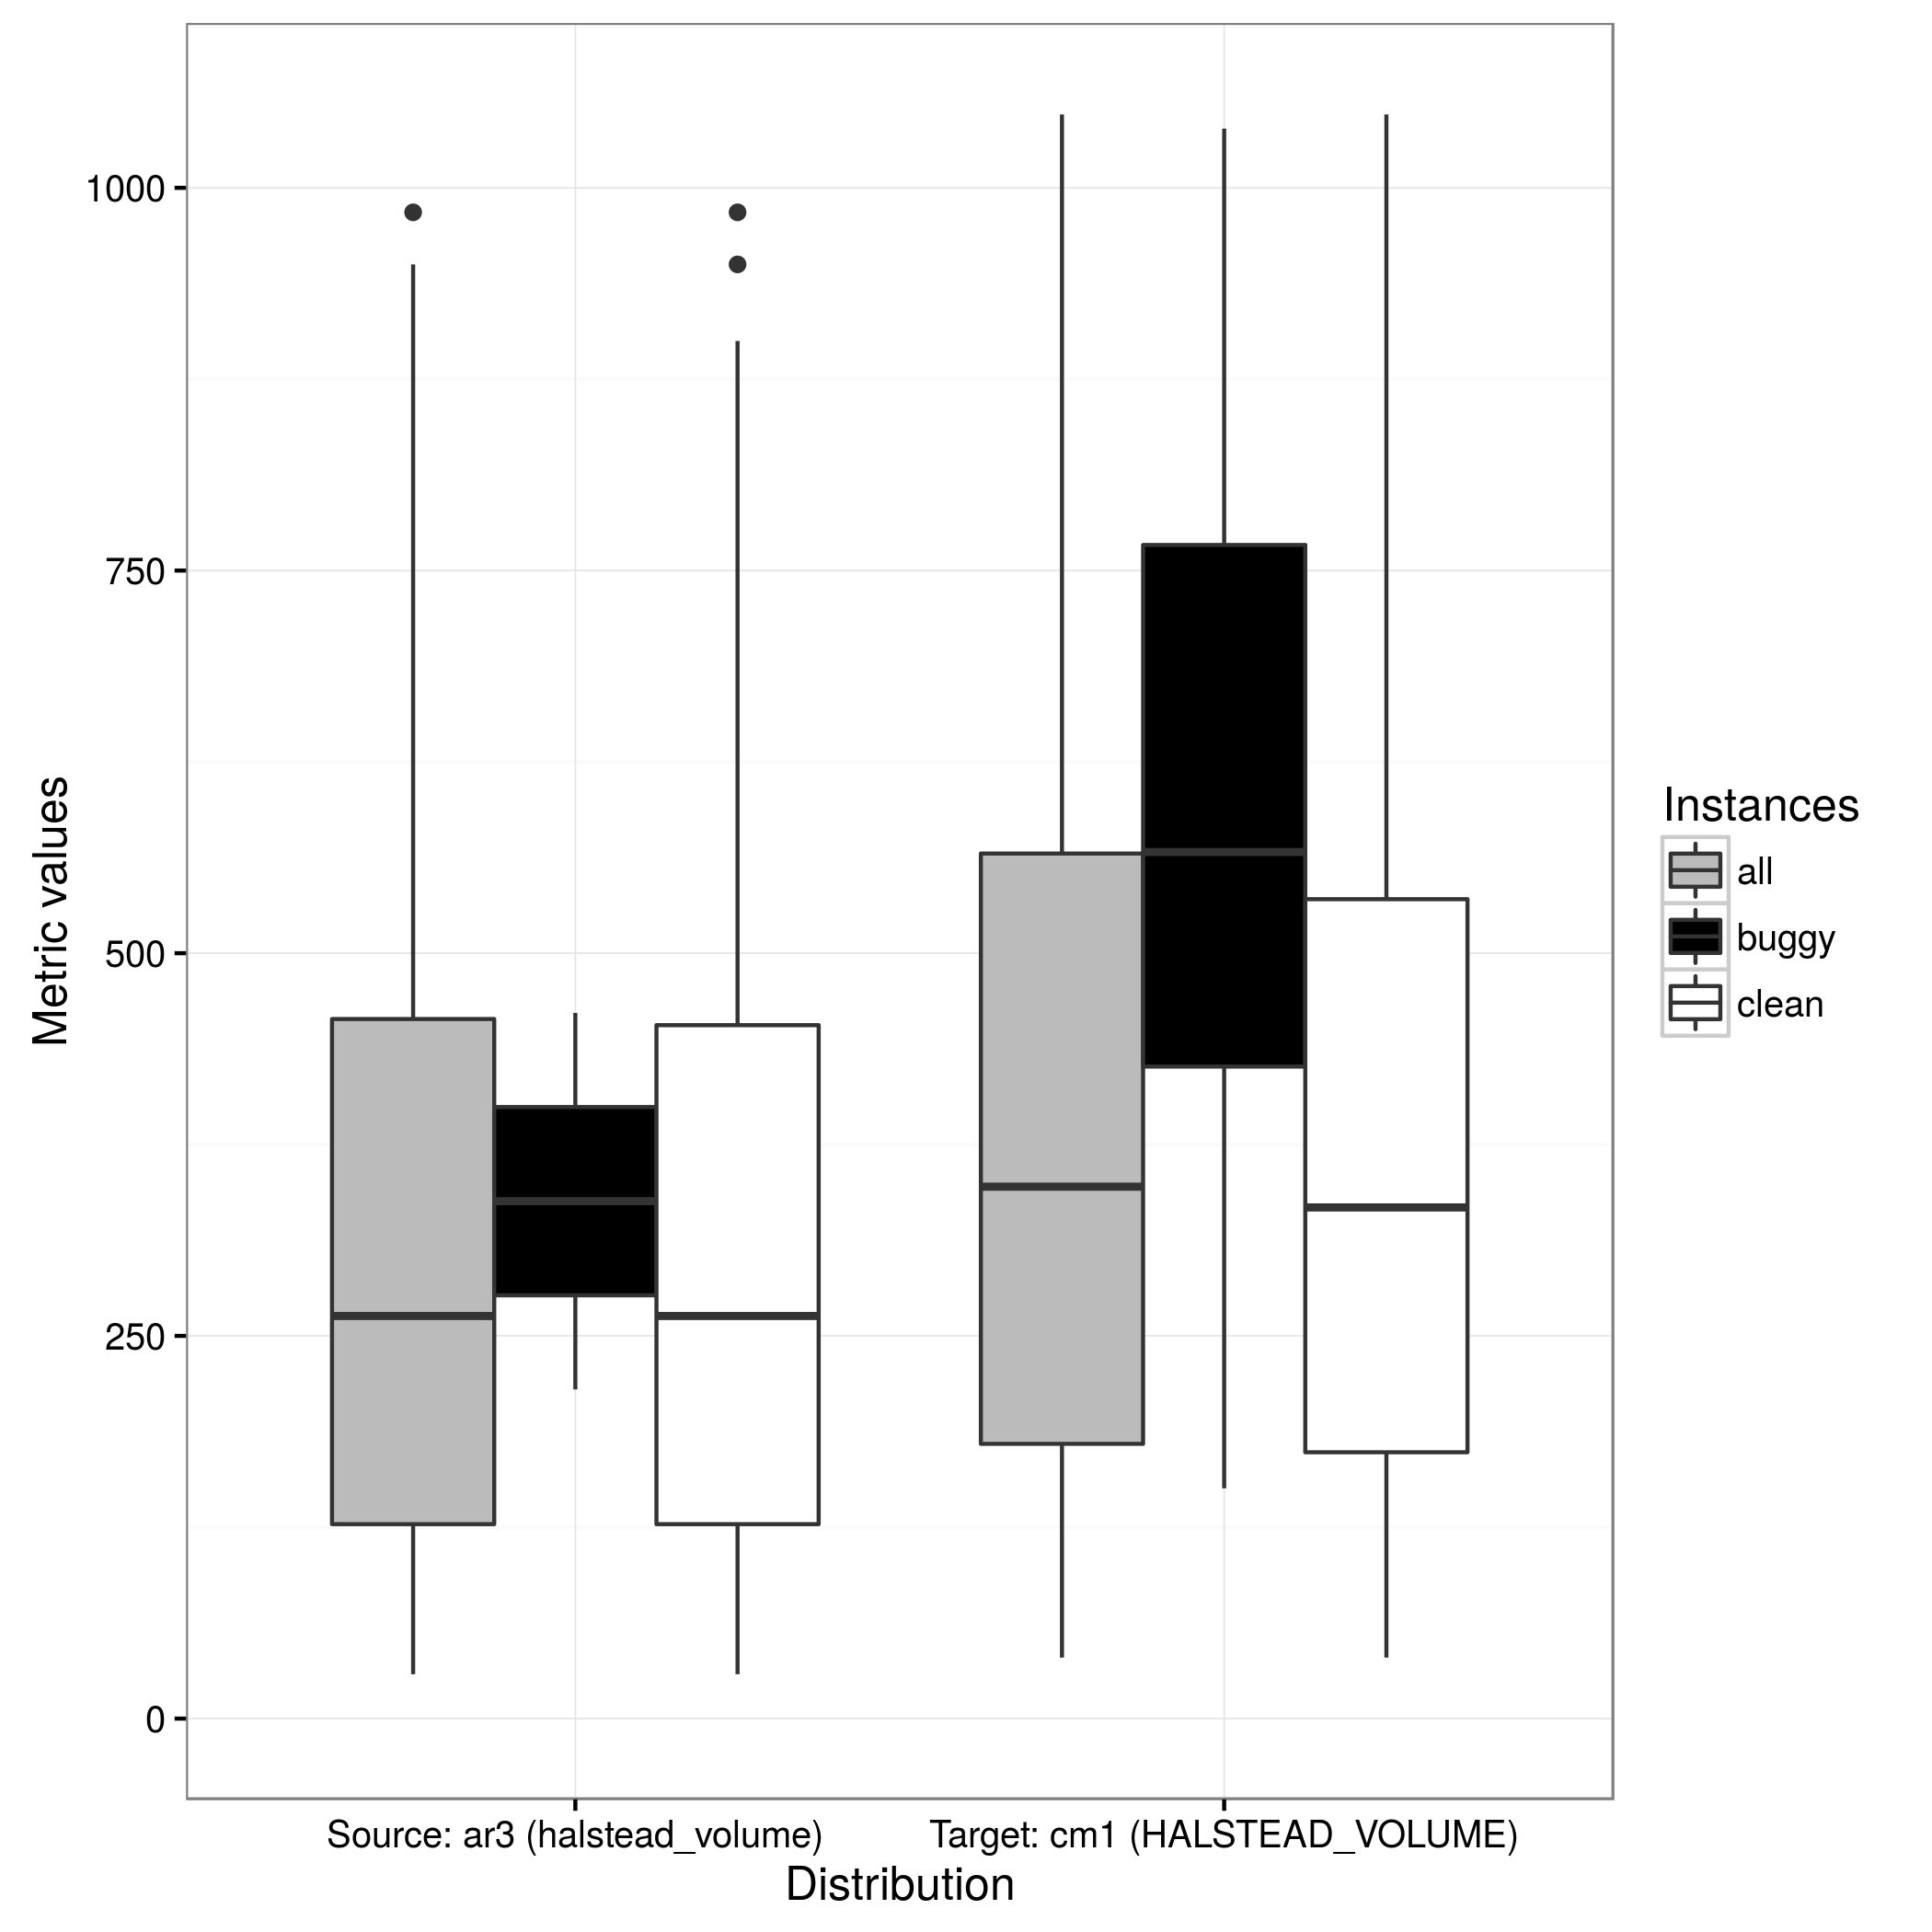 Metric values
1000
750
500
250
0
Source: ar3 (halstead_volume)
Target: cm1 (HALSTEAD_VOLUME)
Distribution
Instances
all
buggy
clean